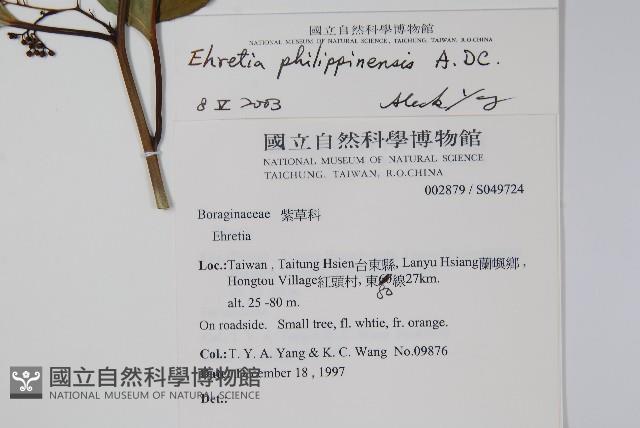 國立自然科學博物館
NATIONAL MUSEUM OF NATURAL SCIENCE, TAICHUNG, TAIWAN, R.O.CHINA
Ehretia philippinensis A. DC.
8 V 2003
國立自然科學博物館
NATIONAL MUSEUM OF NATURAL SCIENCE
TAICHUNG, TAIWAN, R.O.CHINA
002879 / S049724
Boraginaceae 紫草科
Ehretia
Loc.:Taiwan , Taitung Hsien台東縣, Lanyu Hsiang蘭嶼鄉 ,
Hongtou Village紅頭村, 東線27km.
80
alt. 25 -80 m.
On roadside. Small tree, fl. whtie, fr. orange.
Col.: T. Y. A. Yang & K. C. Wang No.09876
18 , 1997
Det.:
國立自然科學博物館
NATIONAL MUSEUM OF NATURAL SCIENCE